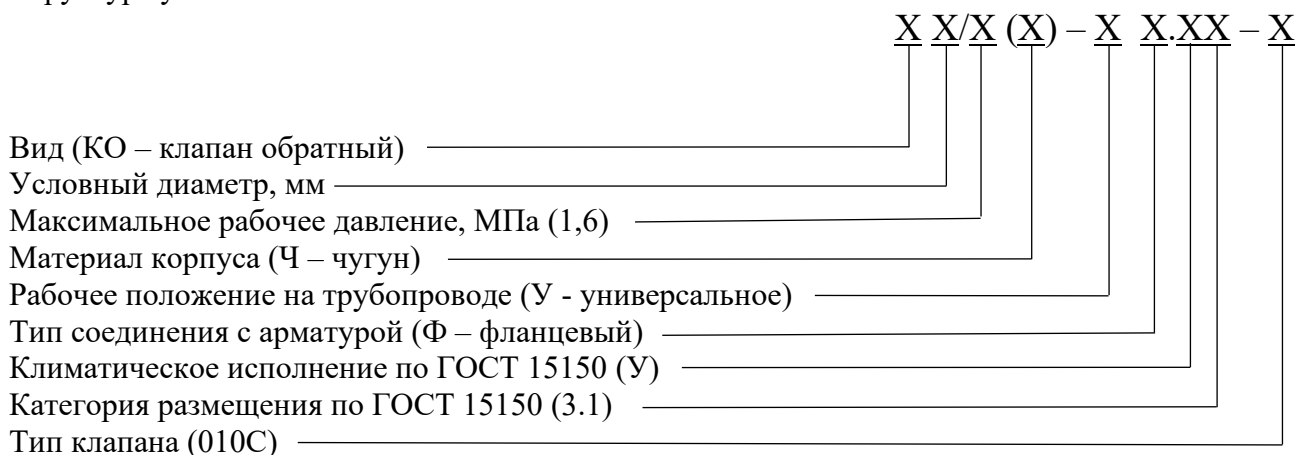 Х Х/Х (Х) – Х Х.ХХ – Х
Вид (КО – клапан обратный)
Условный диаметр, мм
Максимальное рабочее давление, МПа (1,6)
Материал корпуса (Ч – чугун)
Рабочее положение на трубопроводе (У - универсальное)
Тип соединения с арматурой (Ф – фланцевый)
Климатическое исполнение по ГОСТ 15150 (У)
Категория размещения по ГОСТ 15150 (3.1)
Тип клапана (010С)